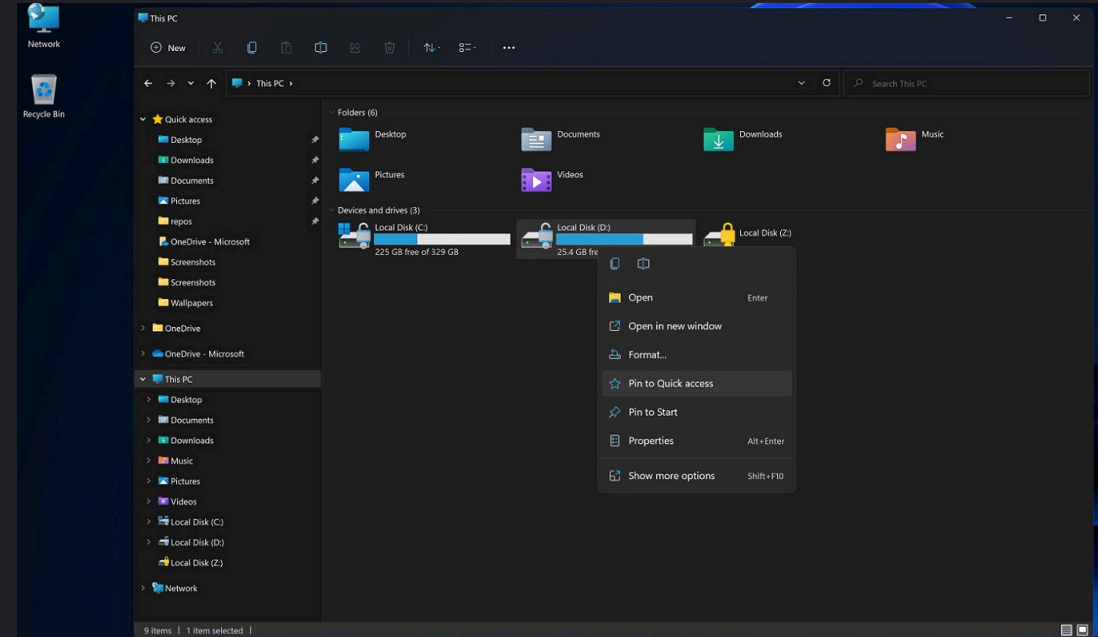 Network
Recycle Bin
This PC
New
This PC
Search This PC
Quick access
Desktop
Downloads
Documents
Pictures
repos
OneDrive - Microsoft
Screenshots
Screenshots
Wallpapers
OneDrive
OneDrive - Microsoft
This PC
Desktop
Documents
Downloads
Music
Pictures
Videos
Local Disk (C:)
Local Disk (D:)
Local Disk (Z:)
Network
Folders (6)
Desktop
Documents
Downloads
Music
Pictures
Videos
Devices and drives (3)
Local Disk (C:)
225 GB free of 329 GB
Local Disk (D:)
25.4 GB fre
Local Disk (Z:)
Open Enter
Open in new window
Format...
Pin to Quick access
Pin to Start
Properties Alt+Enter
Show more options Shift+F10
9 items 1 item selected